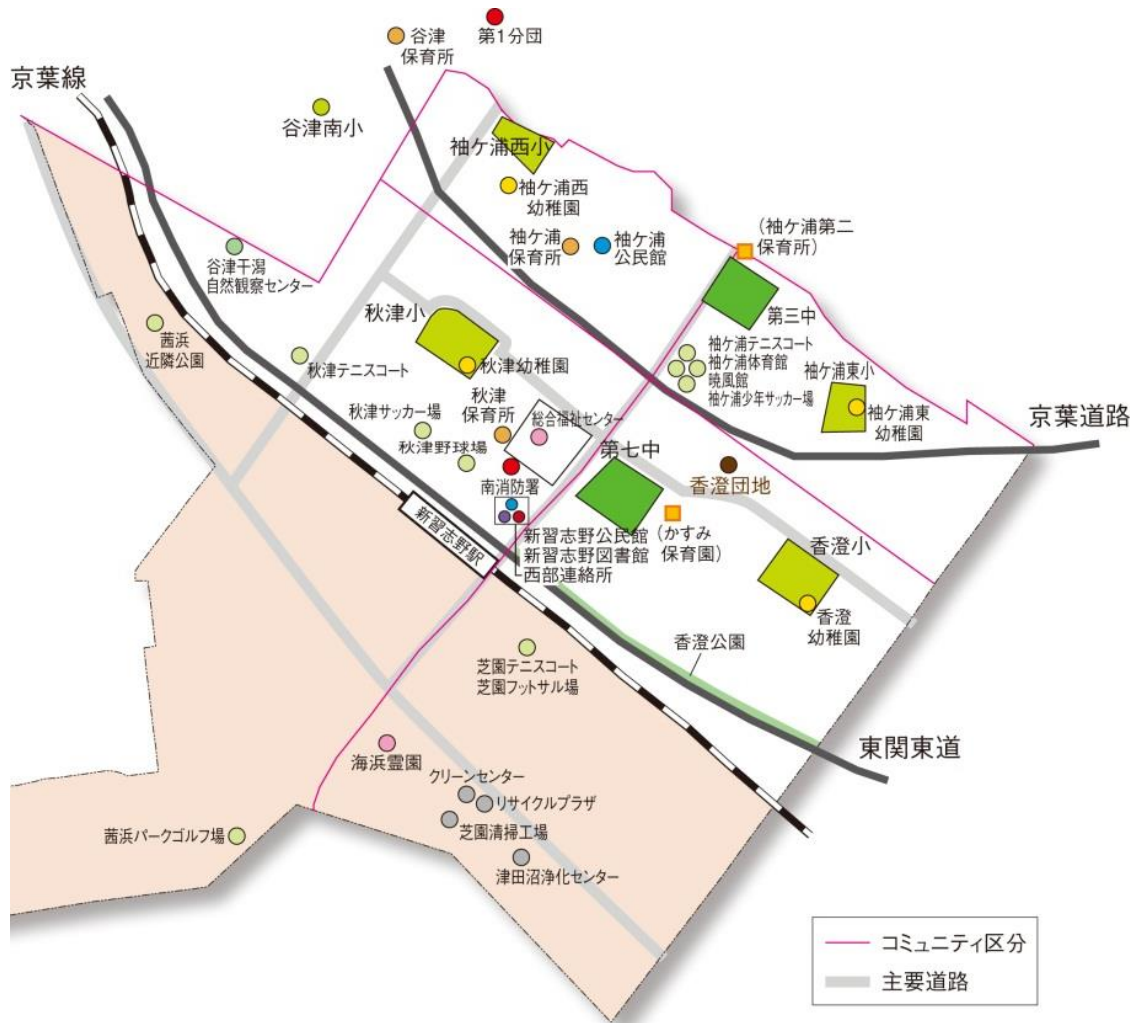 谷津
保育所
第1分団
京葉線
谷津南小
袖ケ浦西小
袖ケ浦西
幼稚園
(袖ケ浦第二
保育所)
袖ケ浦
保育所
袖ケ浦
公民館
谷津干潟
自然観察センター
第三中
秋津小
茜浜
近隣公園
袖ケ浦テニスコート
袖ケ浦体育館
暁風館
袖ケ浦少年サッカー場
袖ケ浦東小
袖ケ浦東
幼稚園
秋津テニスコート
秋津幼稚園
京葉道路
秋津サッカー場
秋津
保育所
総合福祉センター
秋津野球場
第七中
香澄団地
南消防署
新習志野駅
新習志野公民館
新習志野図書館
西部連絡所
(かすみ
保育園)
香澄小
香澄
幼稚園
香澄公園
芝園テニスコート
芝園フットサル場
東関東道
海浜霊園
クリーンセンター
リサイクルプラザ
茜浜パークゴルフ場
芝園清掃工場
津田沼浄化センター
コミュニティ区分
主要道路